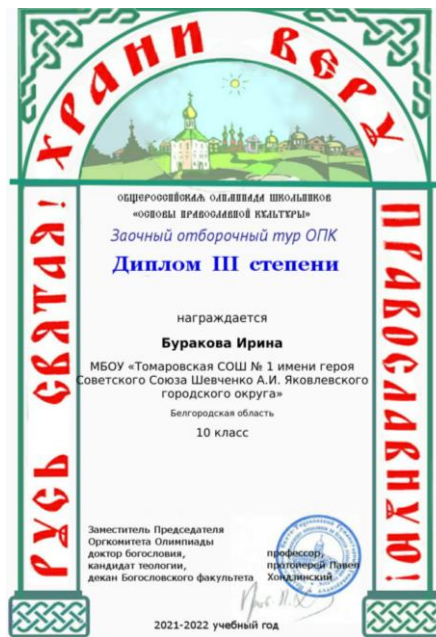 РУСЬ СВЯТАЯ! ХРАНИ ВЕРУ ПРАВОСЛАВНУЮ!
ОБЩЕРОССИЙСКАЯ ОЛИМПИАДА ШКОЛЬНИКОВ
«ОСНОВЫ ПРАВОСЛАВНОЙ КУЛЬТУРЫ»
Заочный отборочный тур ОПК
Диплом III степени
награждается
Буракова Ирина
МБОУ «Томаровская СОШ № 1 имени героя
Советского Союза Шевченко А.И. Яковлевского
городского округа»
Белгородская область
10 класс
Заместитель Председателя
Оргкомитета Олимпиады
доктор богословия, профессор,
кандидат теологии, протоиерей Павел
декан Богословского факультета Хондзинский
2021-2022 учебный год